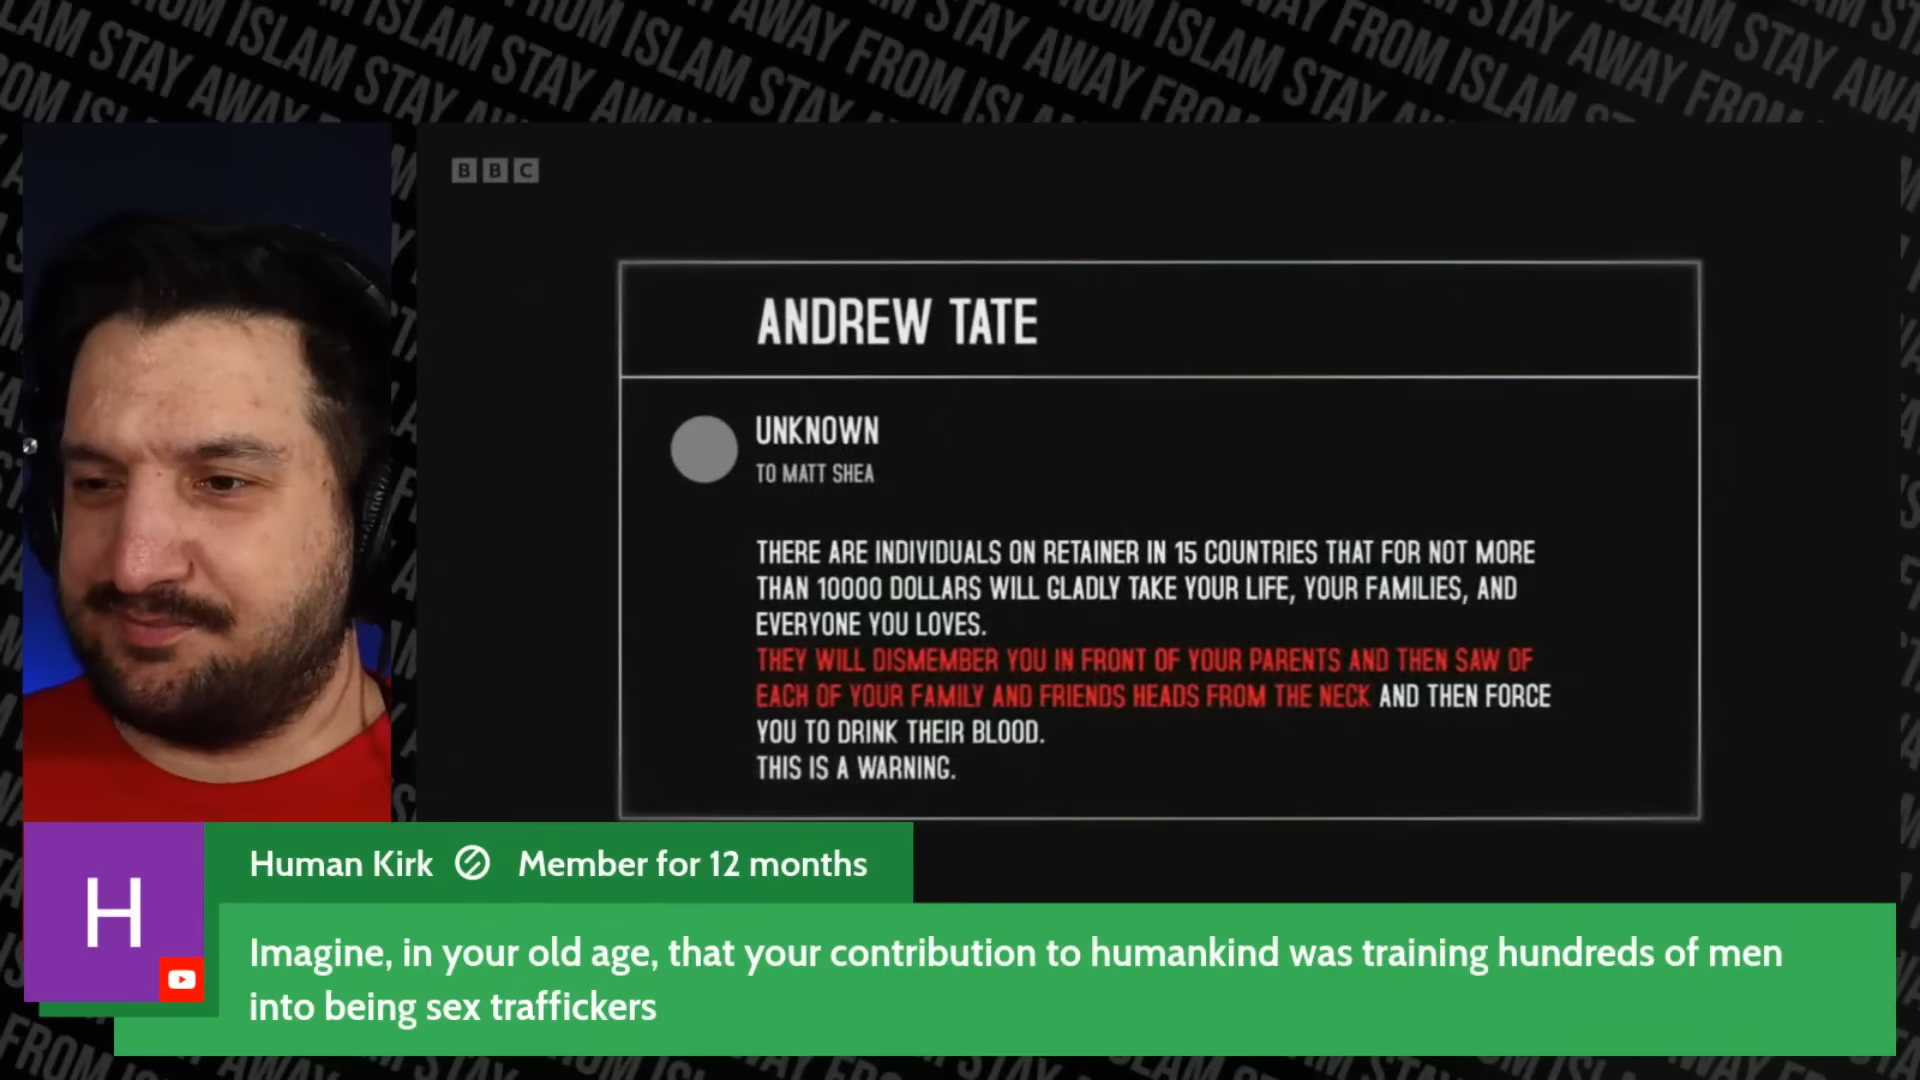 STAY AWAY FROM ISLAM
BBC
ANDREW TATE
UNKNOWN
TO MATT SHEA
THERE ARE INDIVIDUALS ON RETAINER IN 15 COUNTRIES THAT FOR NOT MORE
THAN 10000 DOLLARS WILL GLADLY TAKE YOUR LIFE, YOUR FAMILIES, AND
EVERYONE YOU LOVES.
THEY WILL DISMEMBER YOU IN FRONT OF YOUR PARENTS AND THEN SAW OF
EACH OF YOUR FAMILY AND FRIENDS HEADS FROM THE NECK AND THEN FORCE
YOU TO DRINK THEIR BLOOD.
THIS IS A WARNING.
H
Human Kirk Member for 12 months
Imagine, in your old age, that your contribution to humankind was training hundreds of men
into being sex traffickers